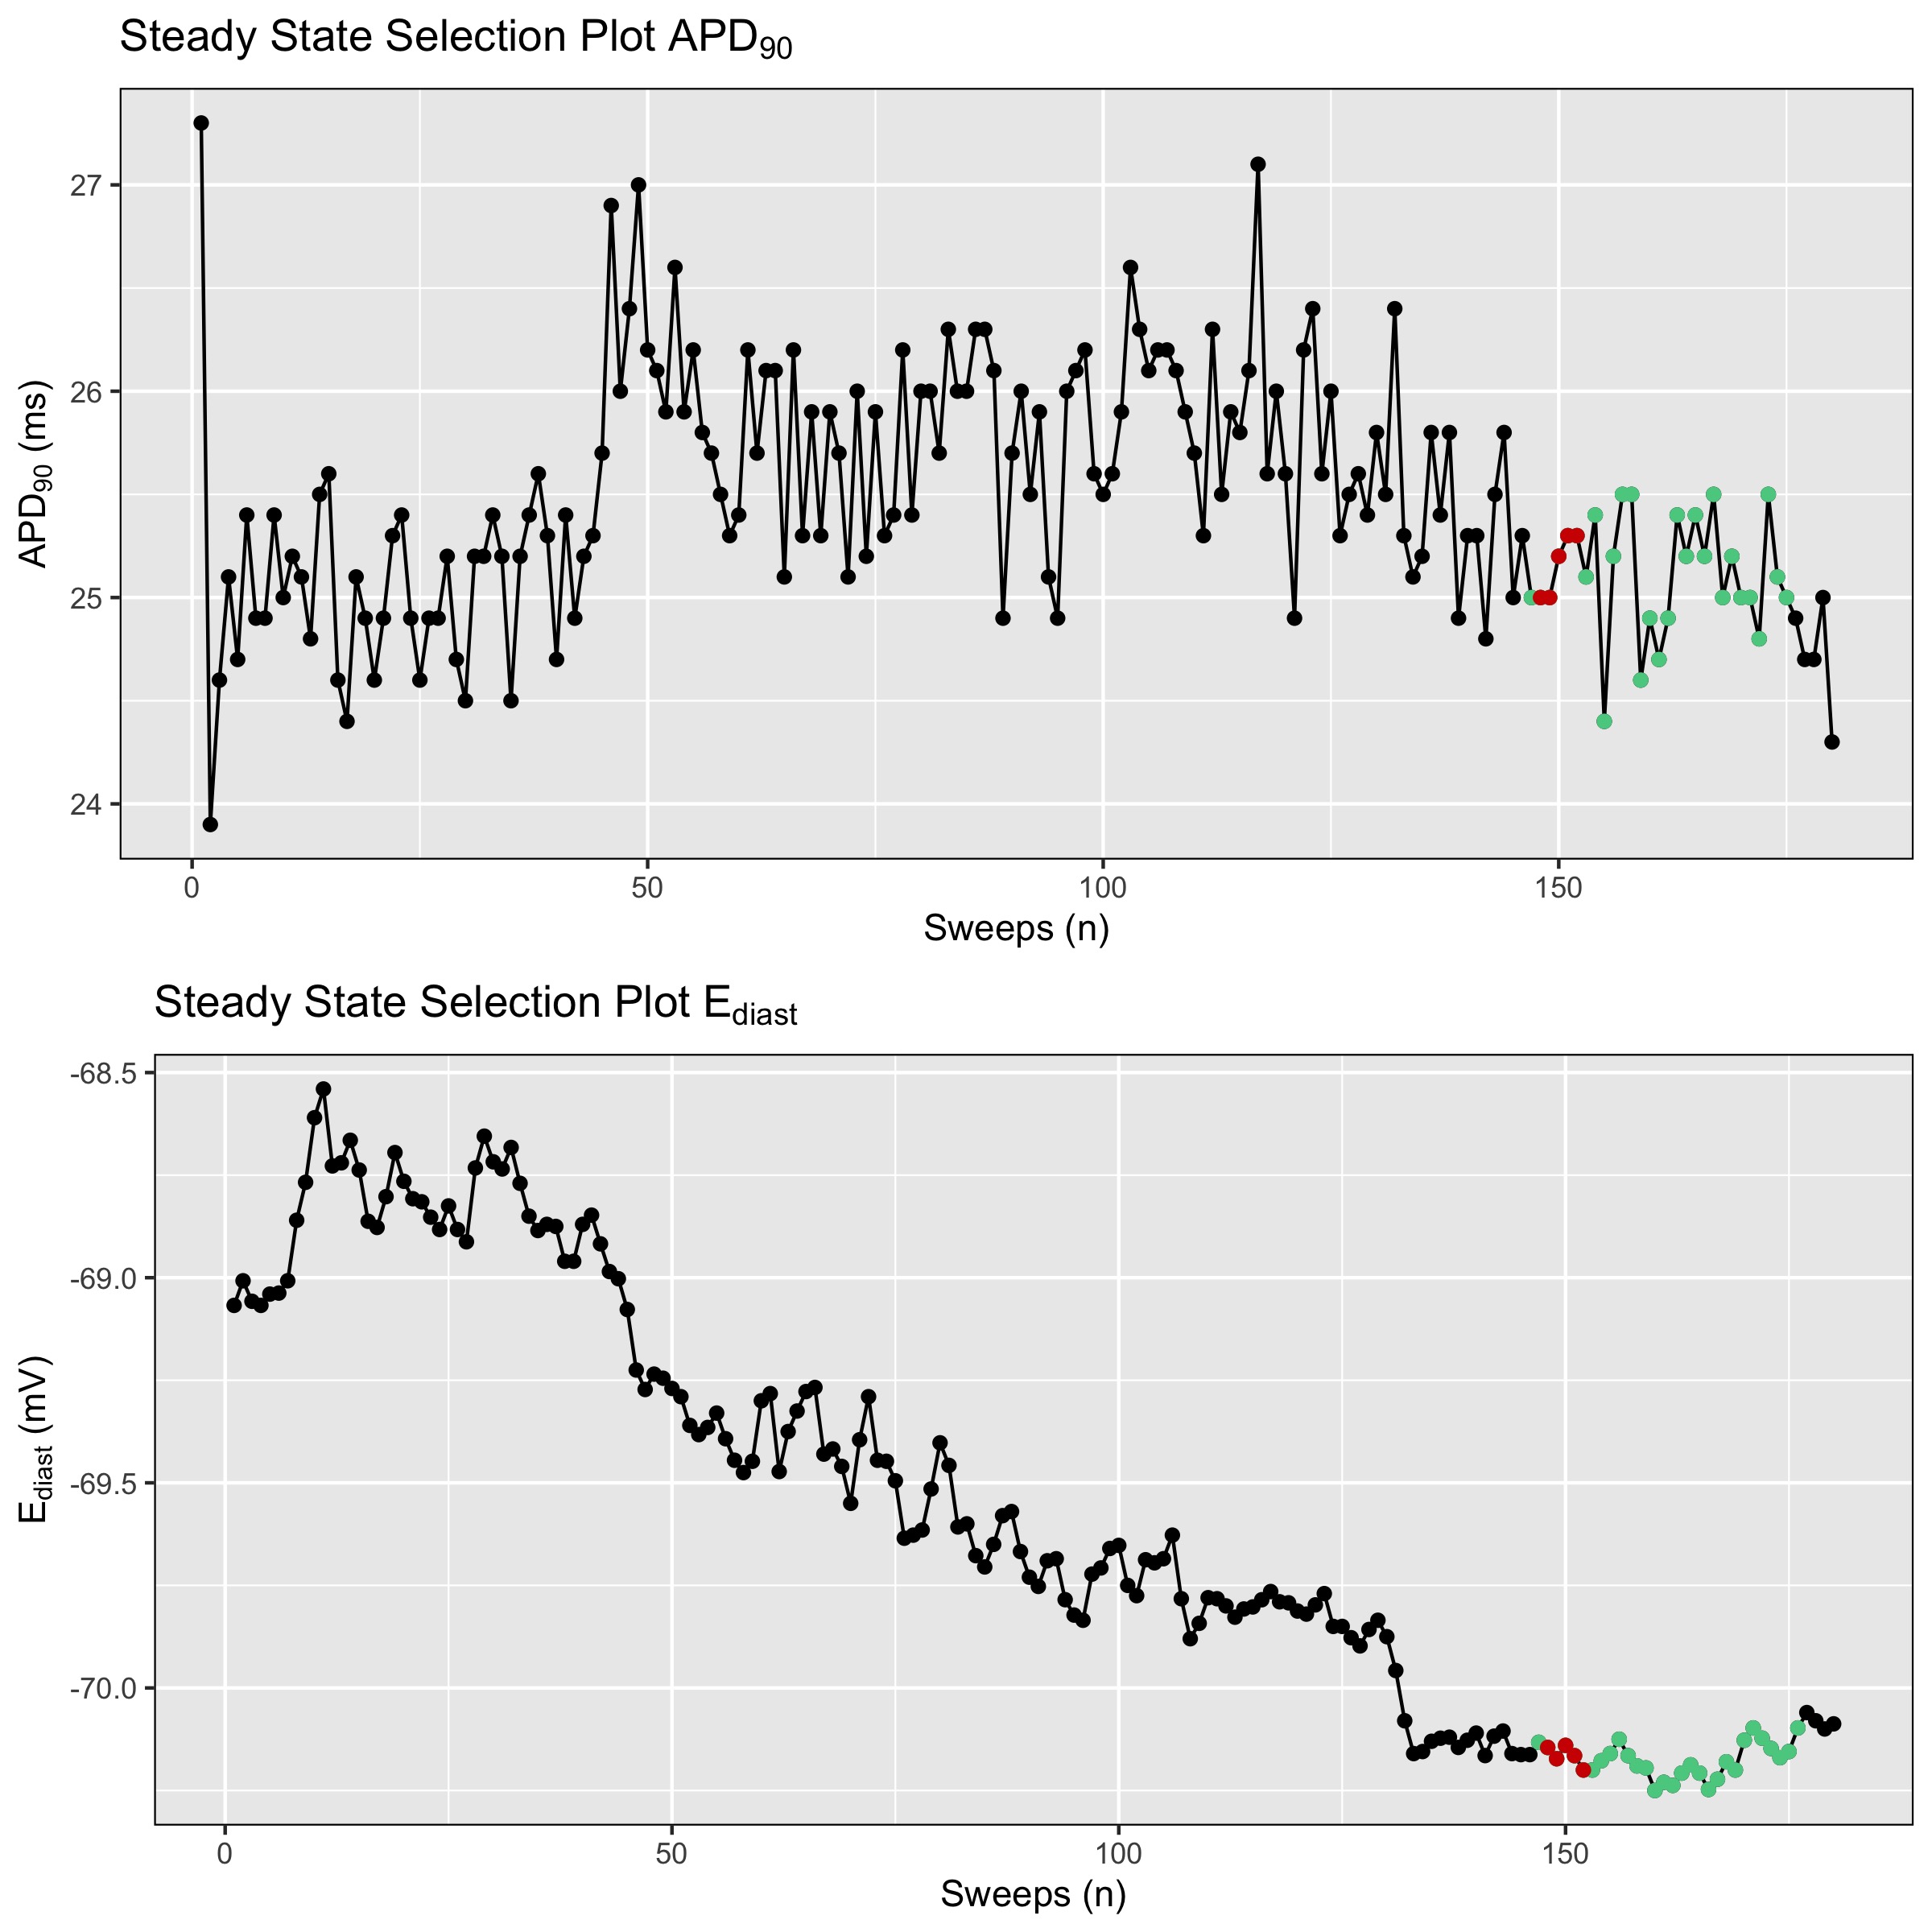 Steady State Selection Plot APD90
27
26
25
24
APD90 (ms)
0 50 100 150
Sweeps (n)
Steady State Selection Plot Ediast
-68.5
-69.0
-69.5
-70.0
Ediast (mV)
0 50 100 150
Sweeps (n)